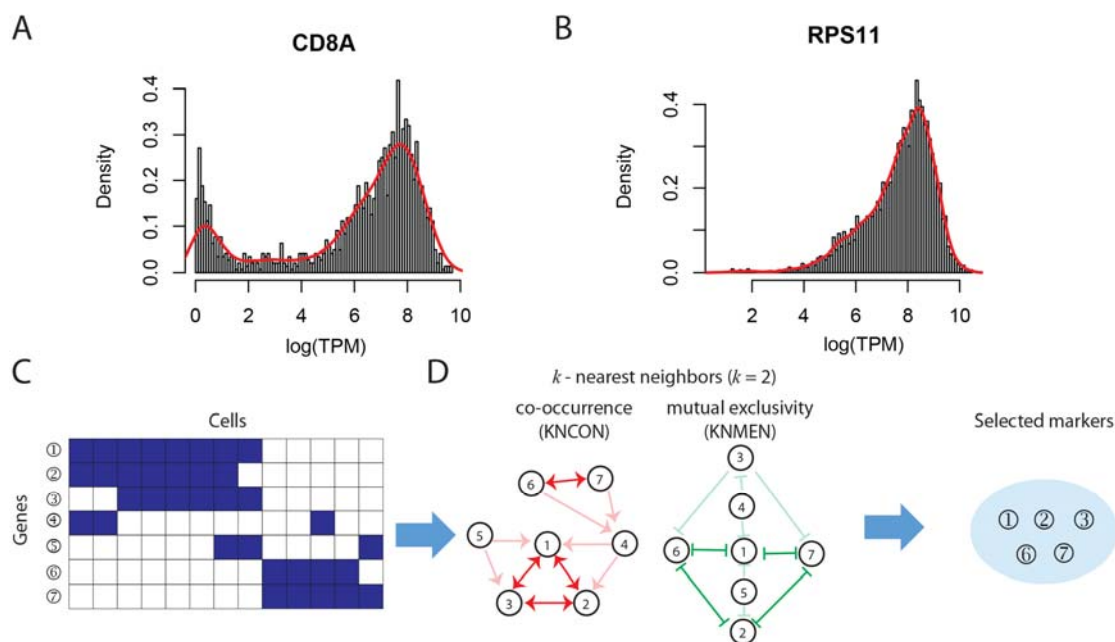 A
CD8A
Density
0.0
0.1
0.2
0.3
0.4
0 2 4 6 8 10
log(TPM)
B
RPS11
Density
0.0
0.2
0.4
2 4 6 8 10
log(TPM)
C
Cells
Genes
①
②
③
④
⑤
⑥
⑦
D
k - nearest neighbors (k = 2)
co-occurrence
(KNCON)
6 7
5 1 4
3 2
mutual exclusivity
(KNMEN)
3
4
6 1 7
5
2
Selected markers
① ② ③
⑥ ⑦